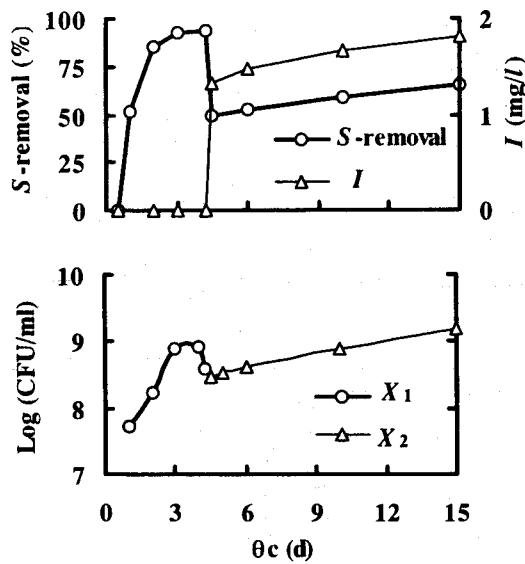 100
75
50
25
0
S-removal (%)
2
1
0
I (mg/l)
S-removal
I
10
9
8
7
Log (CFU/ml)
X1
X2
0 3 6 9 12 15
θc (d)